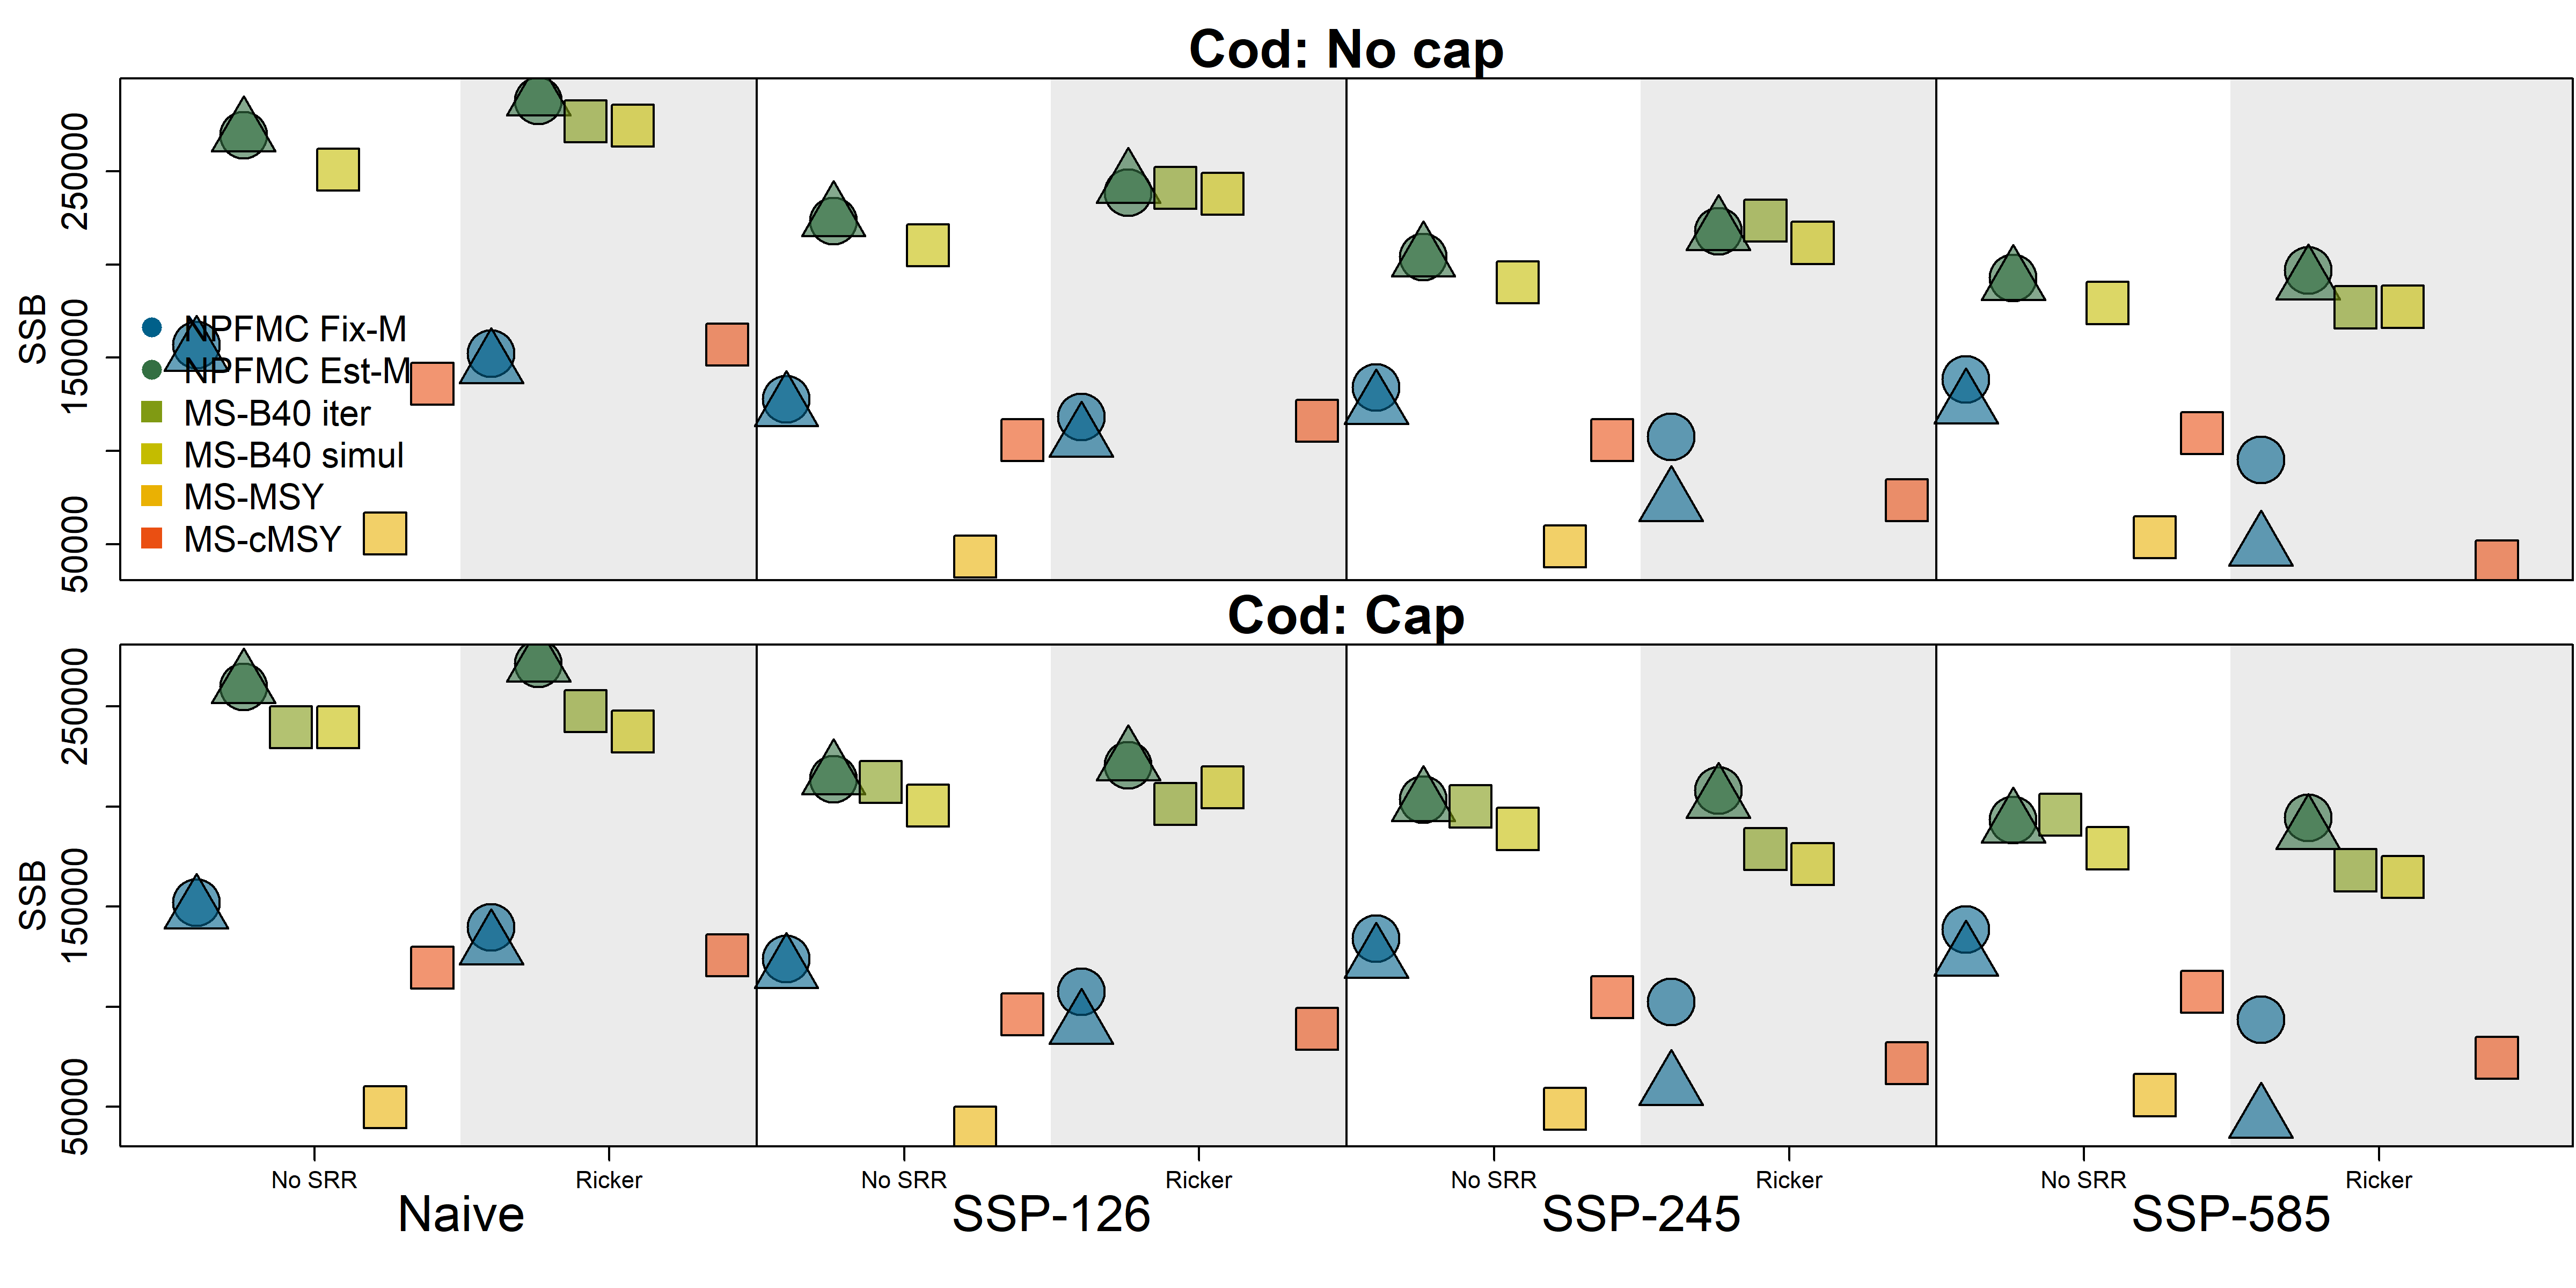 Cod: No cap
SSB
250000
150000
50000
NPFMC Fix-M
NPFMC Est-M
MS-B40 iter
MS-B40 simul
MS-MSY
MS-cMSY
Cod: Cap
SSB
250000
150000
50000
No SRR Ricker No SRR Ricker No SRR Ricker No SRR Ricker
Naive SSP-126 SSP-245 SSP-585